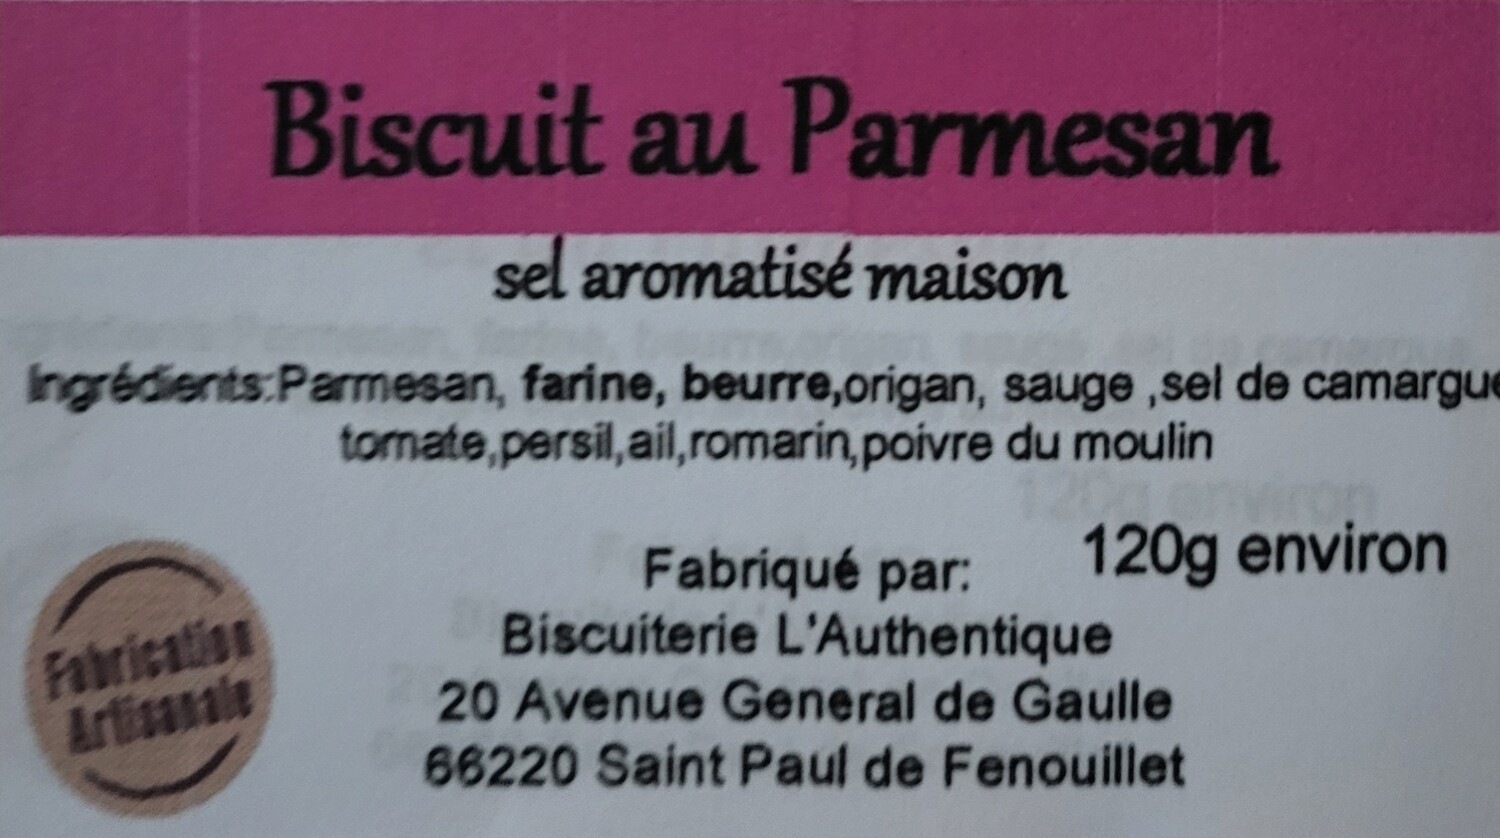 Biscuit au Parmesan
sel aromatisé maison
Ingrédients:Parmesan, farine, beurre,origan, sauge ,sel de camargue
tomate,persil,ail,romarin,poivre du moulin
120g environ
Fabriqué par:
Biscuiterie L'Authentique
20 Avenue General de Gaulle
66220 Saint Paul de Fenouillet
Fabrication
Artisanale